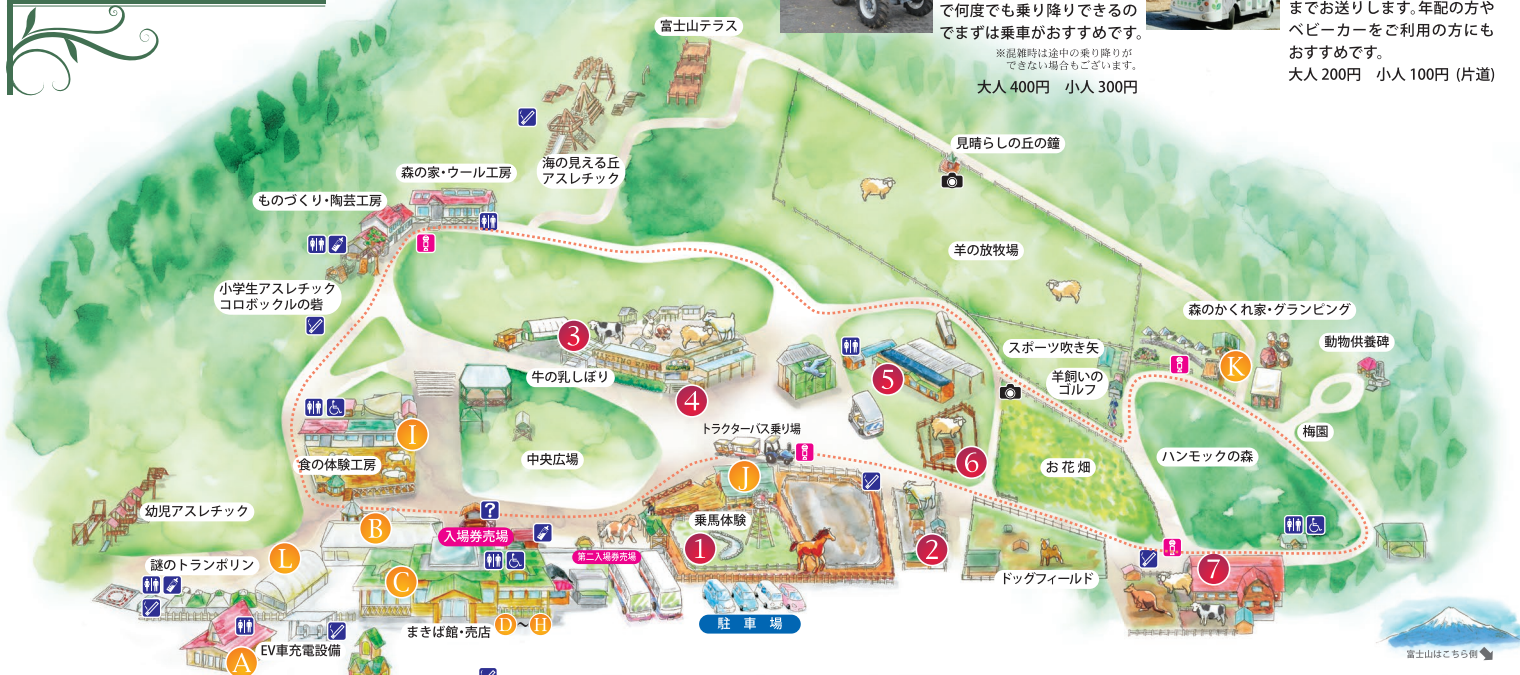 で何度でも乗り降りできるの
でまずは乗車がおすすめです。
※混雑時は途中の乗り降りが
できない場合もございます。
大人 400円　小人 300円
までお送りします。年配の方や
ベビーカーをご利用の方にも
おすすめです。
大人 200円　小人 100円 (片道)
富士山テラス
見晴らしの丘の鐘
海の見える丘
アスレチック
森の家・ウール工房
ものづくり・陶芸工房
羊の放牧場
小学生アスレチック
コロボックルの砦
森のかくれ家・グランピング
動物供養碑
3
スポーツ吹き矢
K
牛の乳しぼり
5
羊飼いの
ゴルフ
4
I
トラクターバス乗り場
梅園
中央広場
食の体験工房
6
お花畑
ハンモックの森
J
幼児アスレチック
?
乗馬体験
B
入場券売場
1
2
第二入場券売場
謎のトランポリン
L
C
ドッグフィールド
7
駐車場
まきば館・売店
D～H
EV車充電設備
A
富士山はこちら側